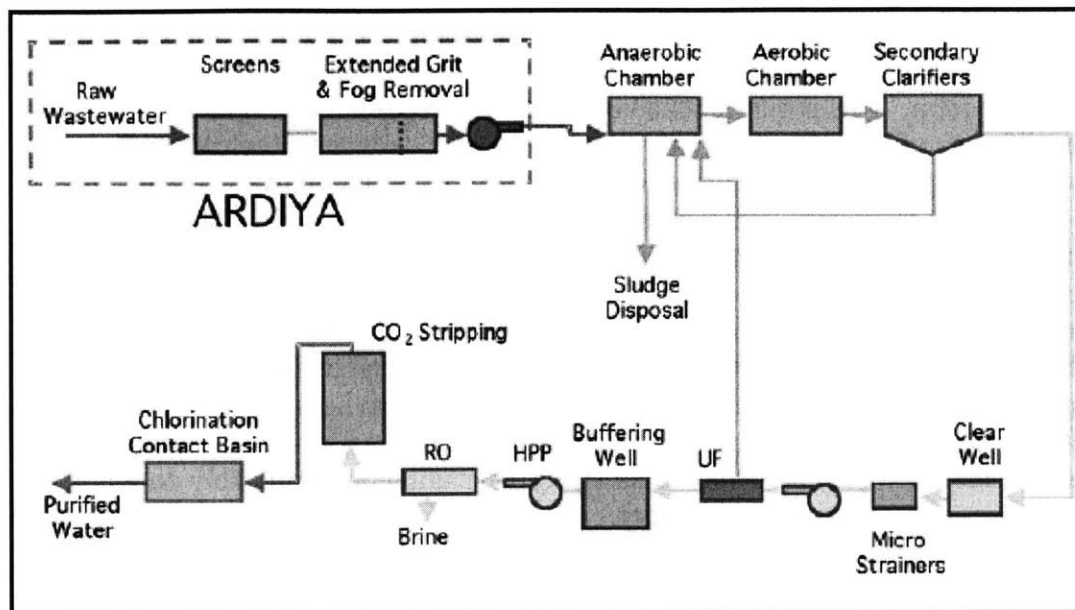 Raw
Wastewater
Screens
Extended Grit
& Fog Removal
ARDIYA
Anaerobic
Chamber
Aerobic
Chamber
Secondary
Clarifiers
Sludge
Disposal
CO₂ Stripping
Chlorination
Contact Basin
Purified
Water
RO
Brine
HPP
Buffering
Well
UF
Micro
Strainers
Clear
Well